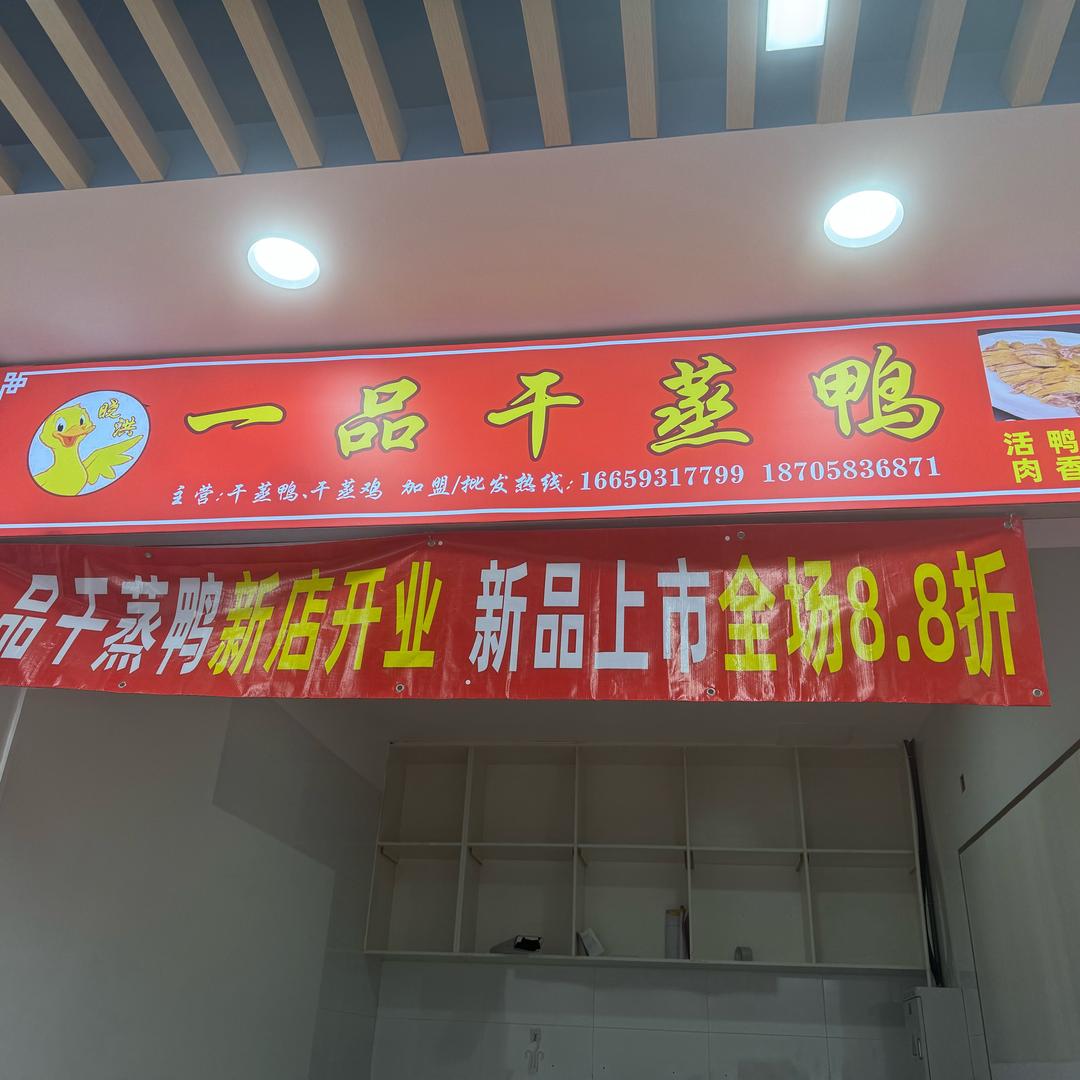 晓洪
一品干蒸鸭
主营:干蒸鸭、干蒸鸡 加盟/批发热线:16659317799 18705836871
活 鸭
肉 香
品干蒸鸭新店开业 新品上市全场8.8折